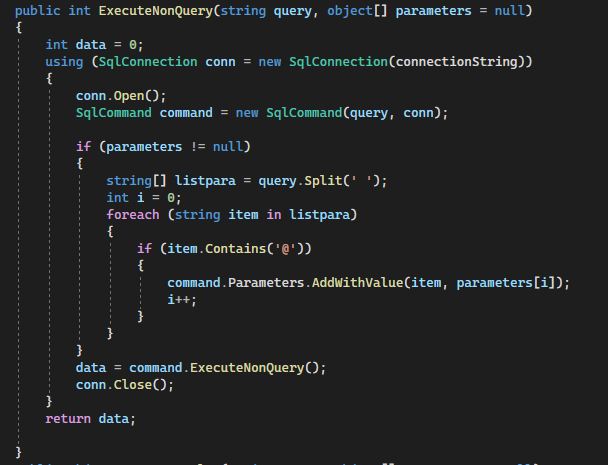 public int ExecuteNonQuery(string query, object[] parameters = null)
{
int data = 0;
using (SqlConnection conn = new SqlConnection(connectionString))
{
conn.Open();
SqlCommand command = new SqlCommand(query, conn);
if (parameters != null)
{
string[] listpara = query.Split(' ');
int i = 0;
foreach (string item in listpara)
{
if (item.Contains('@'))
{
command.Parameters.AddWithValue(item, parameters[i]);
i++;
}
}
}
data = command.ExecuteNonQuery();
conn.Close();
}
return data;
}